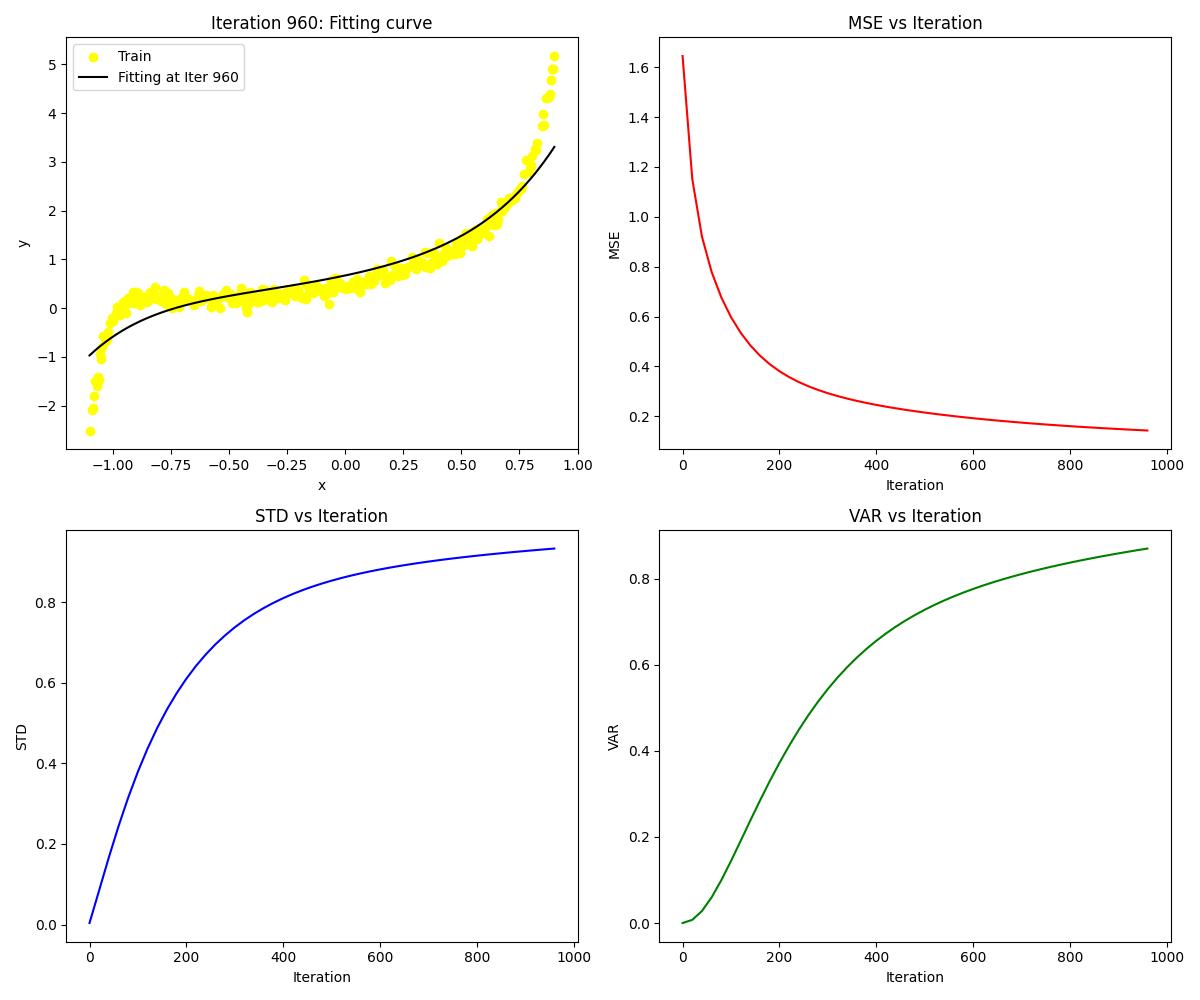 Iteration 960: Fitting curve
Train
Fitting at Iter 960
5
4
3
2
1
0
−1
−2
y
−1.00 −0.75 −0.50 −0.25 0.00 0.25 0.50 0.75 1.00
x
MSE vs Iteration
1.6
1.4
1.2
1.0
0.8
0.6
0.4
0.2
MSE
0 200 400 600 800 1000
Iteration
STD vs Iteration
0.8
0.6
0.4
0.2
0.0
STD
0 200 400 600 800 1000
Iteration
VAR vs Iteration
0.8
0.6
0.4
0.2
0.0
VAR
0 200 400 600 800 1000
Iteration